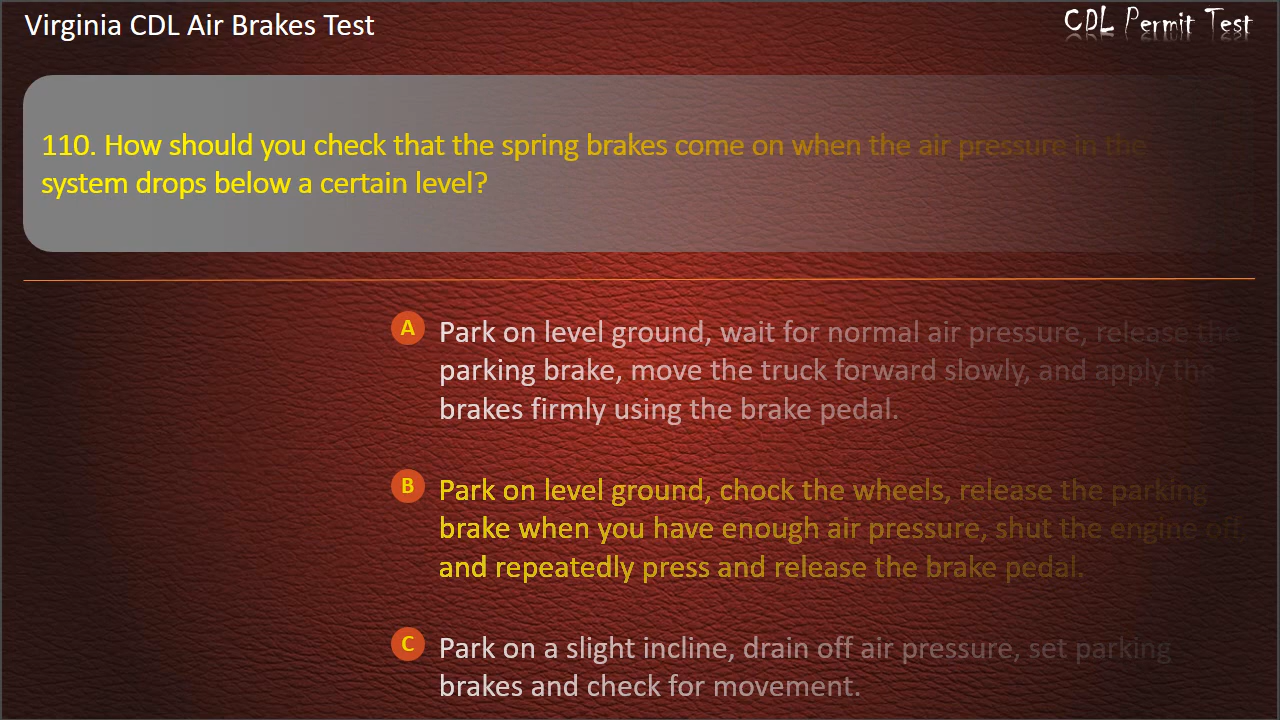 Virginia CDL Air Brakes Test
CDL Permit Test
110. How should you check that the spring brakes come on when the air pressure in the
system drops below a certain level?
A Park on level ground, wait for normal air pressure, release the
parking brake, move the truck forward slowly, and apply the
brakes firmly using the brake pedal.
B Park on level ground, chock the wheels, release the parking
brake when you have enough air pressure, shut the engine off,
and repeatedly press and release the brake pedal.
C Park on a slight incline, drain off air pressure, set parking
brakes and check for movement.